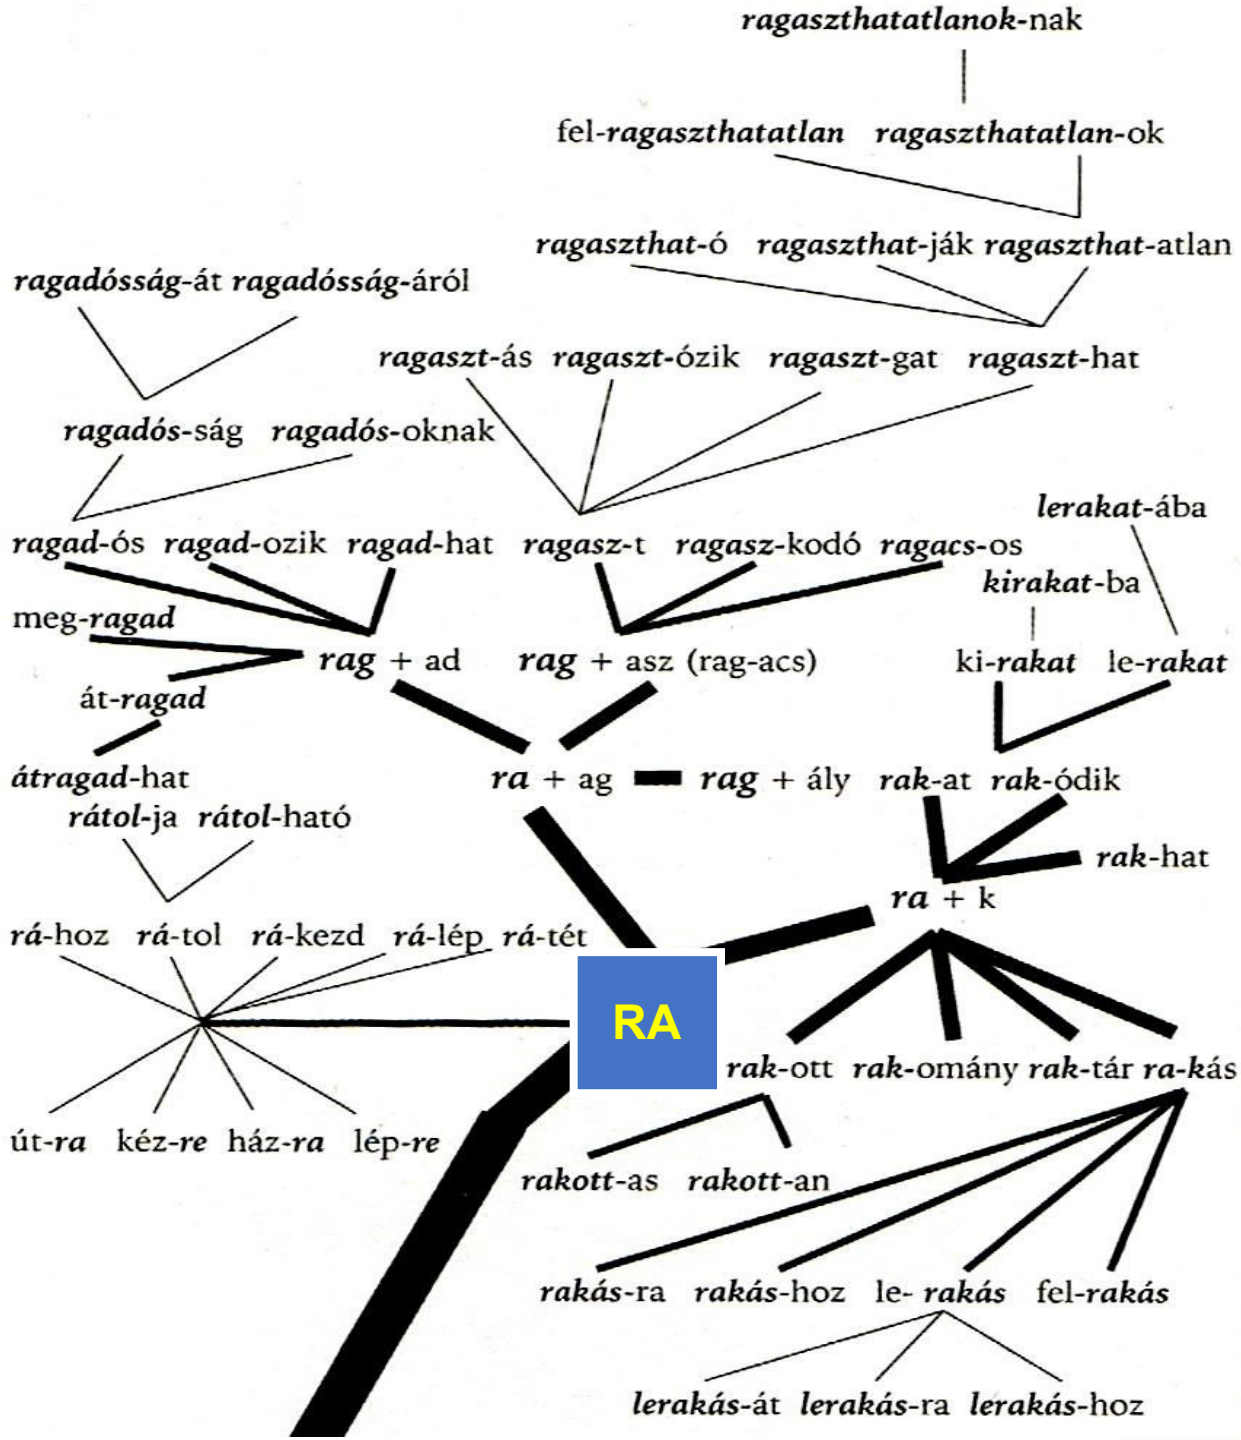 ragaszthatatlanok-nak
fel-ragaszthatatlan ragaszthatatlan-ok
ragaszthat-ó ragaszthat-ják ragaszthat-atlan
ragadósság-át ragadósság-áról
ragaszt-ás ragaszt-ózik ragaszt-gat ragaszt-hat
ragadós-ság ragadós-oknak
lerakat-ába
ragad-ós ragad-ozik ragad-hat ragasz-t ragasz-kodó ragacs-os
kirakat-ba
meg-ragad
rag + ad rag + asz (rag-acs) ki-rakat le-rakat
át-ragad
átragad-hat ra + ag rag + ály rak-at rak-ódik
rátol-ja rátol-ható
rak-hat
ra + k
rá-hoz rá-tol rá-kezd rá-lép rá-tét
RA
rak-ott rak-omány rak-tár ra-kás
út-ra kéz-re ház-ra lép-re
rakott-as rakott-an
rakás-ra rakás-hoz le- rakás fel-rakás
lerakás-át lerakás-ra lerakás-hoz